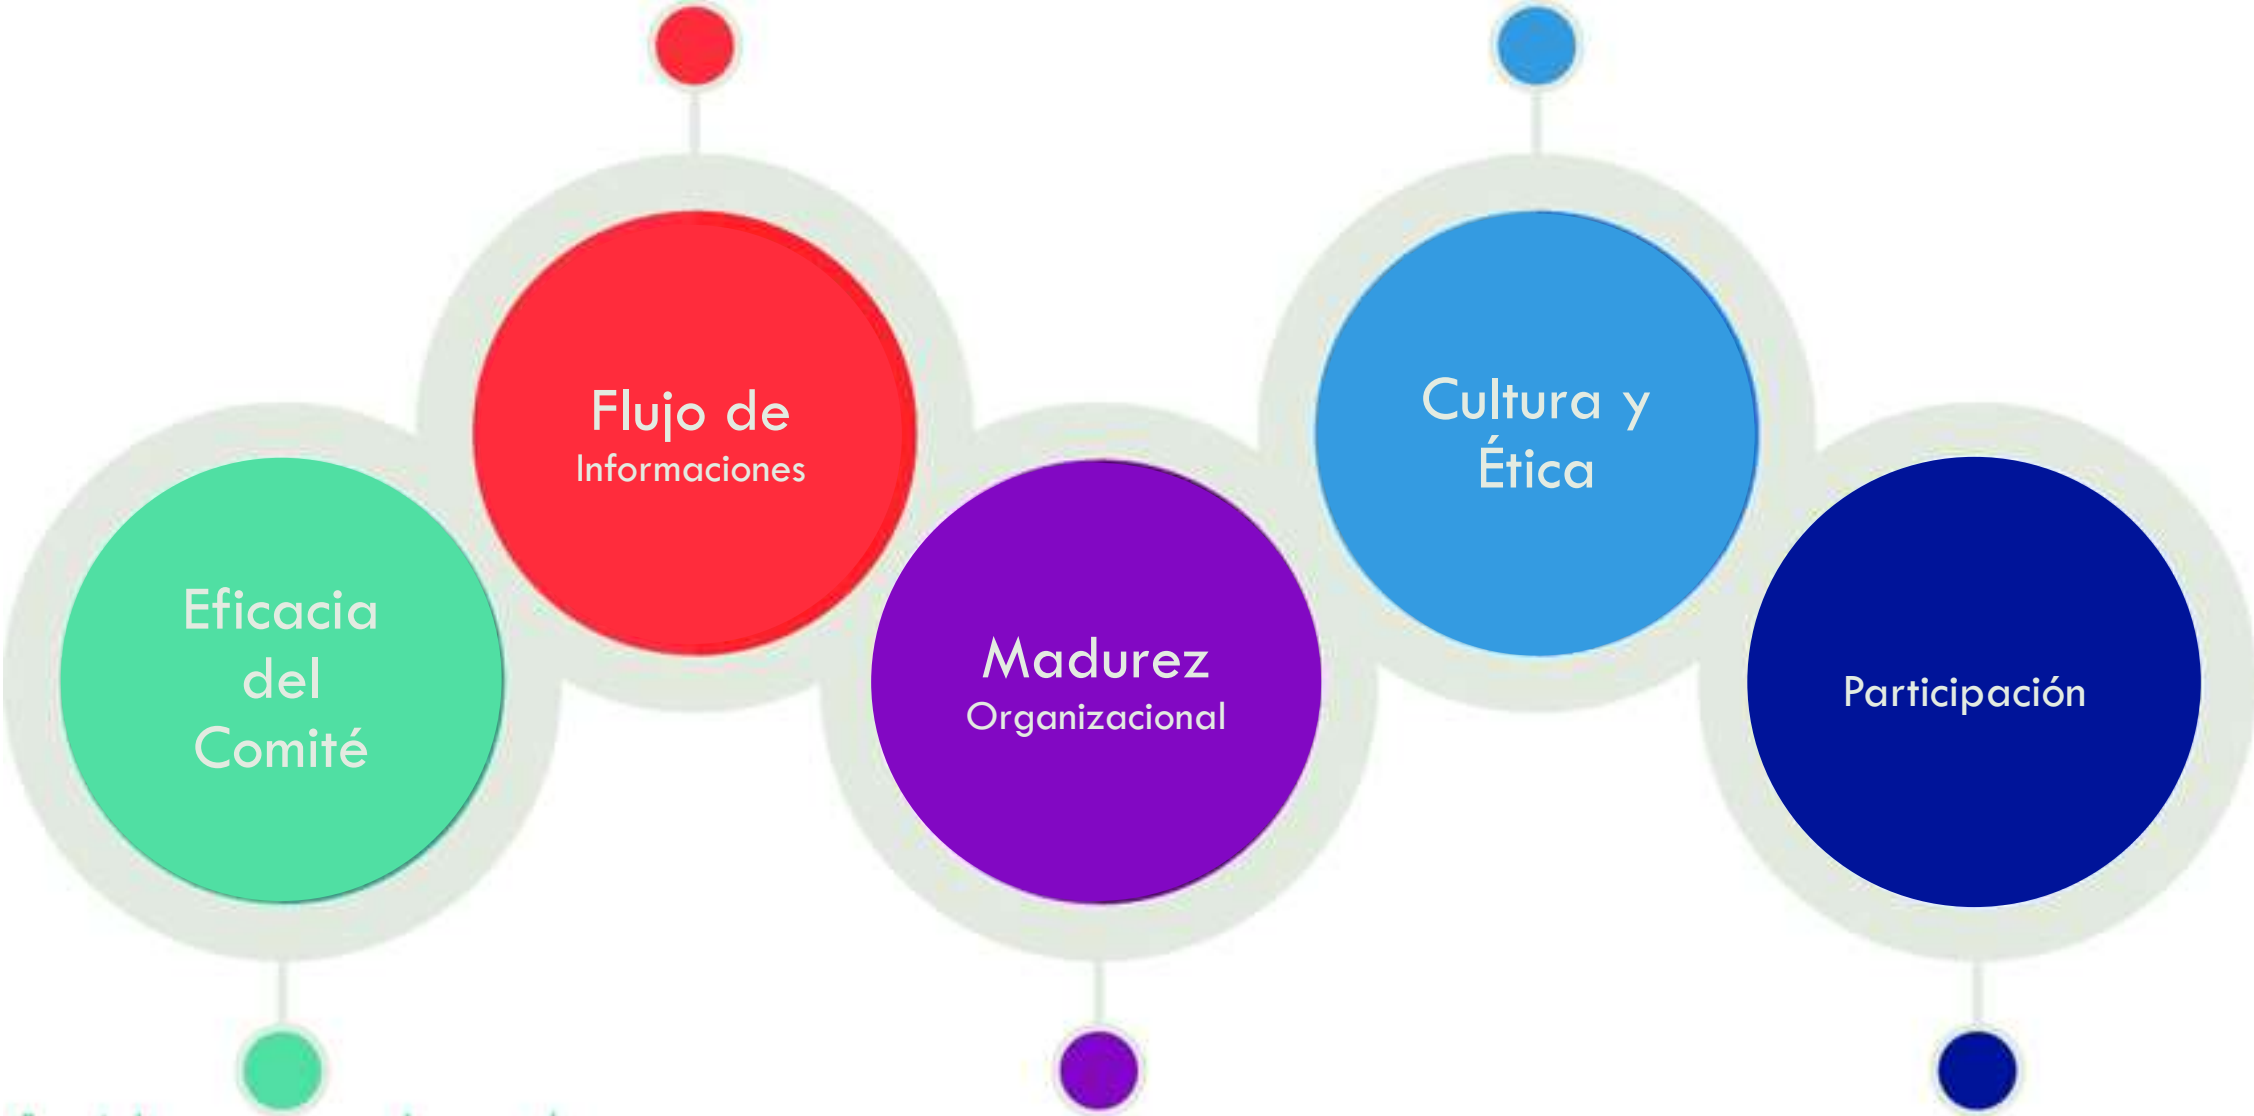 Eficacia
del
Comité
Flujo de
Informaciones
Madurez
Organizacional
Cultura y
Ética
Participación